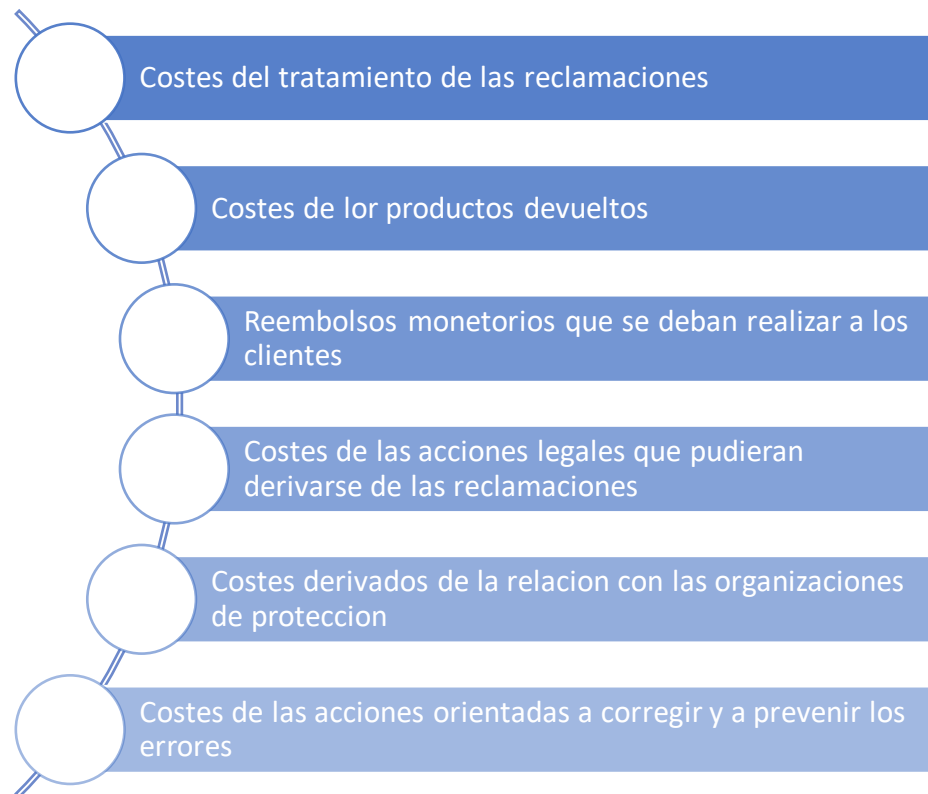 Costes del tratamiento de las reclamaciones
Costes de lor productos devueltos
Reembolsos monetorios que se deban realizar a los
clientes
Costes de las acciones legales que pudieran
derivarse de las reclamaciones
Costes derivados de la relacion con las organizaciones
de proteccion
Costes de las acciones orientadas a corregir y a prevenir los
errores